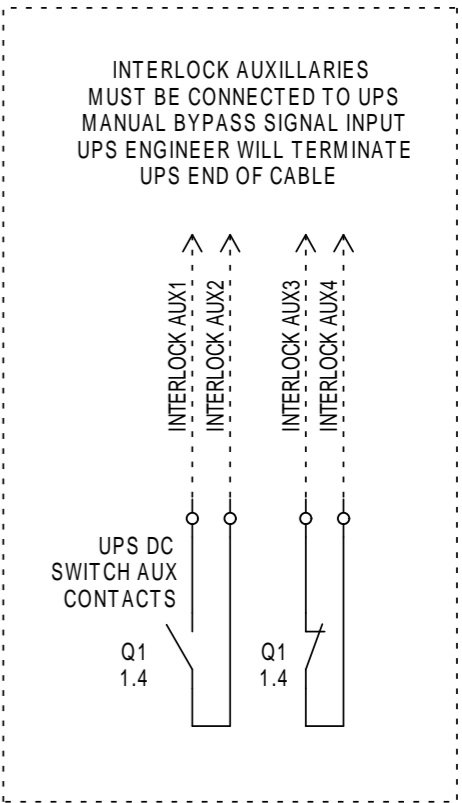 INTERLOCK AUXILLARIES
MUST BE CONNECTED TO UPS
MANUAL BYPASS SIGNAL INPUT
UPS ENGINEER WILL TERMINATE
UPS END OF CABLE
INTERLOCK AUX1
INTERLOCK AUX2
INTERLOCK AUX3
INTERLOCK AUX4
UPS DC
SWITCH AUX
CONTACTS
Q1
1.4
Q1
1.4